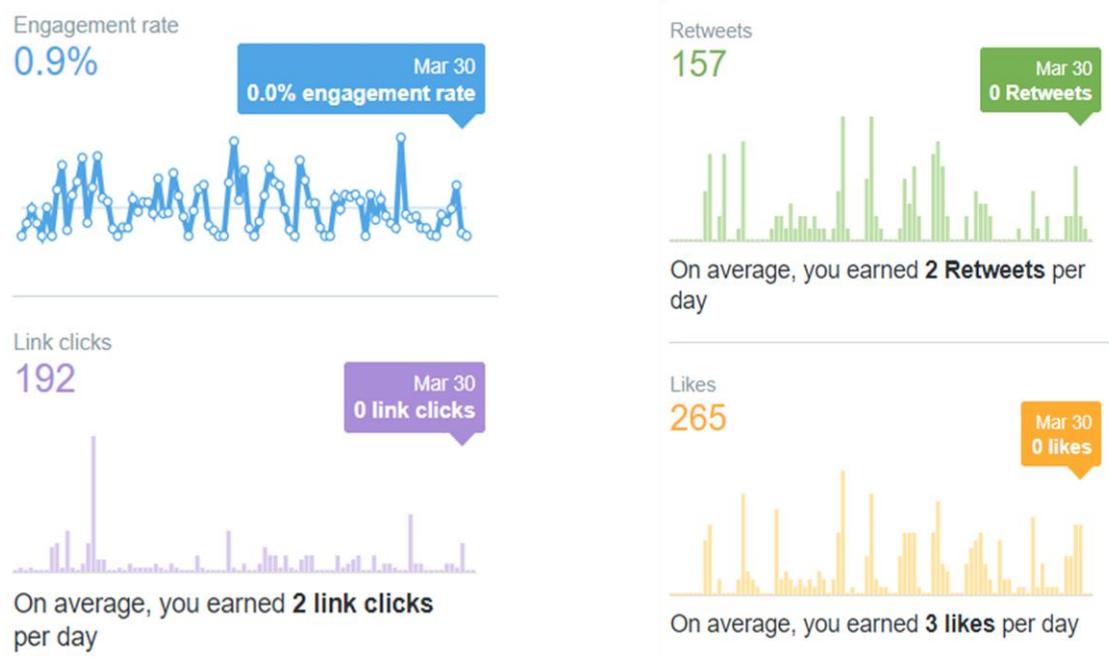 Engagement rate
0.9%
Mar 30
0.0% engagement rate
Link clicks
192
Mar 30
0 link clicks
On average, you earned 2 link clicks
per day
Retweets
157
Mar 30
0 Retweets
On average, you earned 2 Retweets per
day
Likes
265
Mar 30
0 likes
On average, you earned 3 likes per day